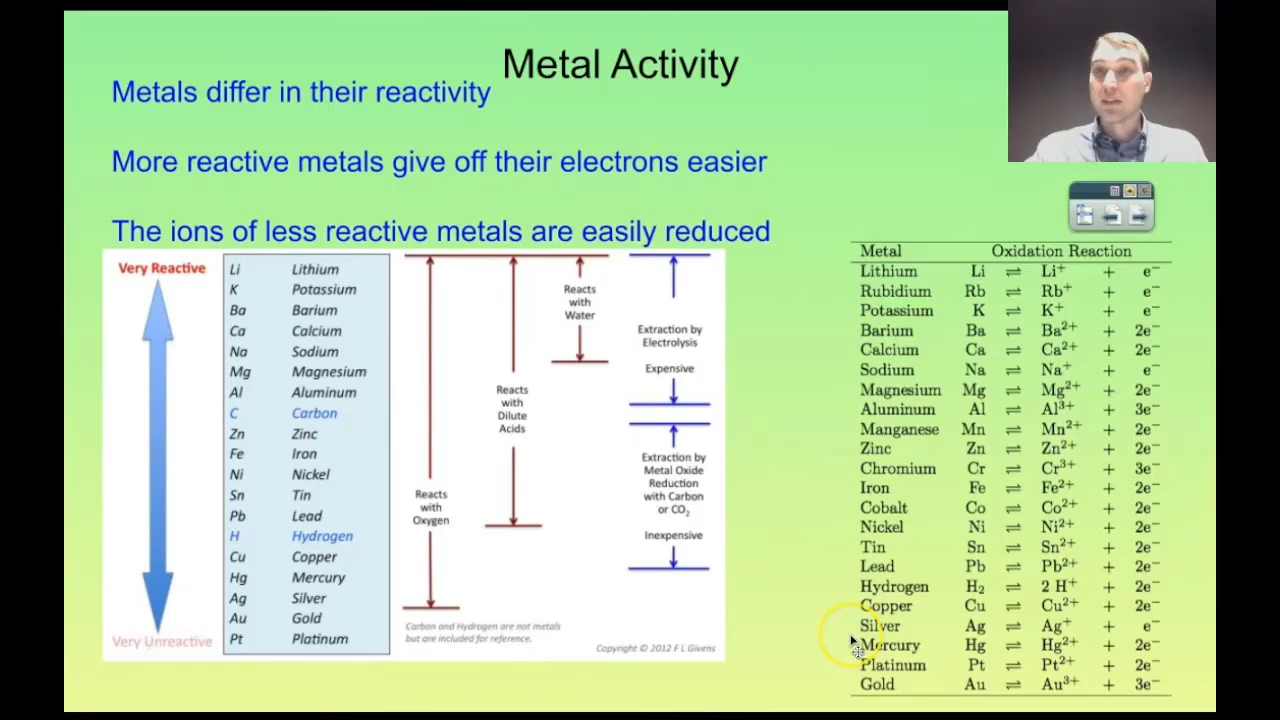 Metal Activity
Metals differ in their reactivity
More reactive metals give off their electrons easier
The ions of less reactive metals are easily reduced
Very Reactive
Very Unreactive
Li Lithium
K Potassium
Ba Barium
Ca Calcium
Na Sodium
Mg Magnesium
Al Aluminum
C Carbon
Zn Zinc
Fe Iron
Ni Nickel
Sn Tin
Pb Lead
H Hydrogen
Cu Copper
Hg Mercury
Ag Silver
Au Gold
Pt Platinum
Reacts
with
Oxygen
Reacts
with
Dilute
Acids
Reacts
with
Water
Extraction by
Electrolysis
Expensive
Extraction by
Metal Oxide
Reduction
with Carbon
or CO₂
Inexpensive
Carbon and Hydrogen are not metals
but are included for reference.
Copyright © 2012 F L Givens
Metal Oxidation Reaction
Lithium Li ⇌ Li⁺ + e⁻
Rubidium Rb ⇌ Rb⁺ + e⁻
Potassium K ⇌ K⁺ + e⁻
Barium Ba ⇌ Ba²⁺ + 2e⁻
Calcium Ca ⇌ Ca²⁺ + 2e⁻
Sodium Na ⇌ Na⁺ + e⁻
Magnesium Mg ⇌ Mg²⁺ + 2e⁻
Aluminum Al ⇌ Al³⁺ + 3e⁻
Manganese Mn ⇌ Mn²⁺ + 2e⁻
Zinc Zn ⇌ Zn²⁺ + 2e⁻
Chromium Cr ⇌ Cr³⁺ + 3e⁻
Iron Fe ⇌ Fe²⁺ + 2e⁻
Cobalt Co ⇌ Co²⁺ + 2e⁻
Nickel Ni ⇌ Ni²⁺ + 2e⁻
Tin Sn ⇌ Sn²⁺ + 2e⁻
Lead Pb ⇌ Pb²⁺ + 2e⁻
Hydrogen H₂ ⇌ 2 H⁺ + 2e⁻
Copper Cu ⇌ Cu²⁺ + 2e⁻
Silver Ag ⇌ Ag⁺ + e⁻
Mercury Hg ⇌ Hg²⁺ + 2e⁻
Platinum Pt ⇌ Pt²⁺ + 2e⁻
Gold Au ⇌ Au³⁺ + 3e⁻